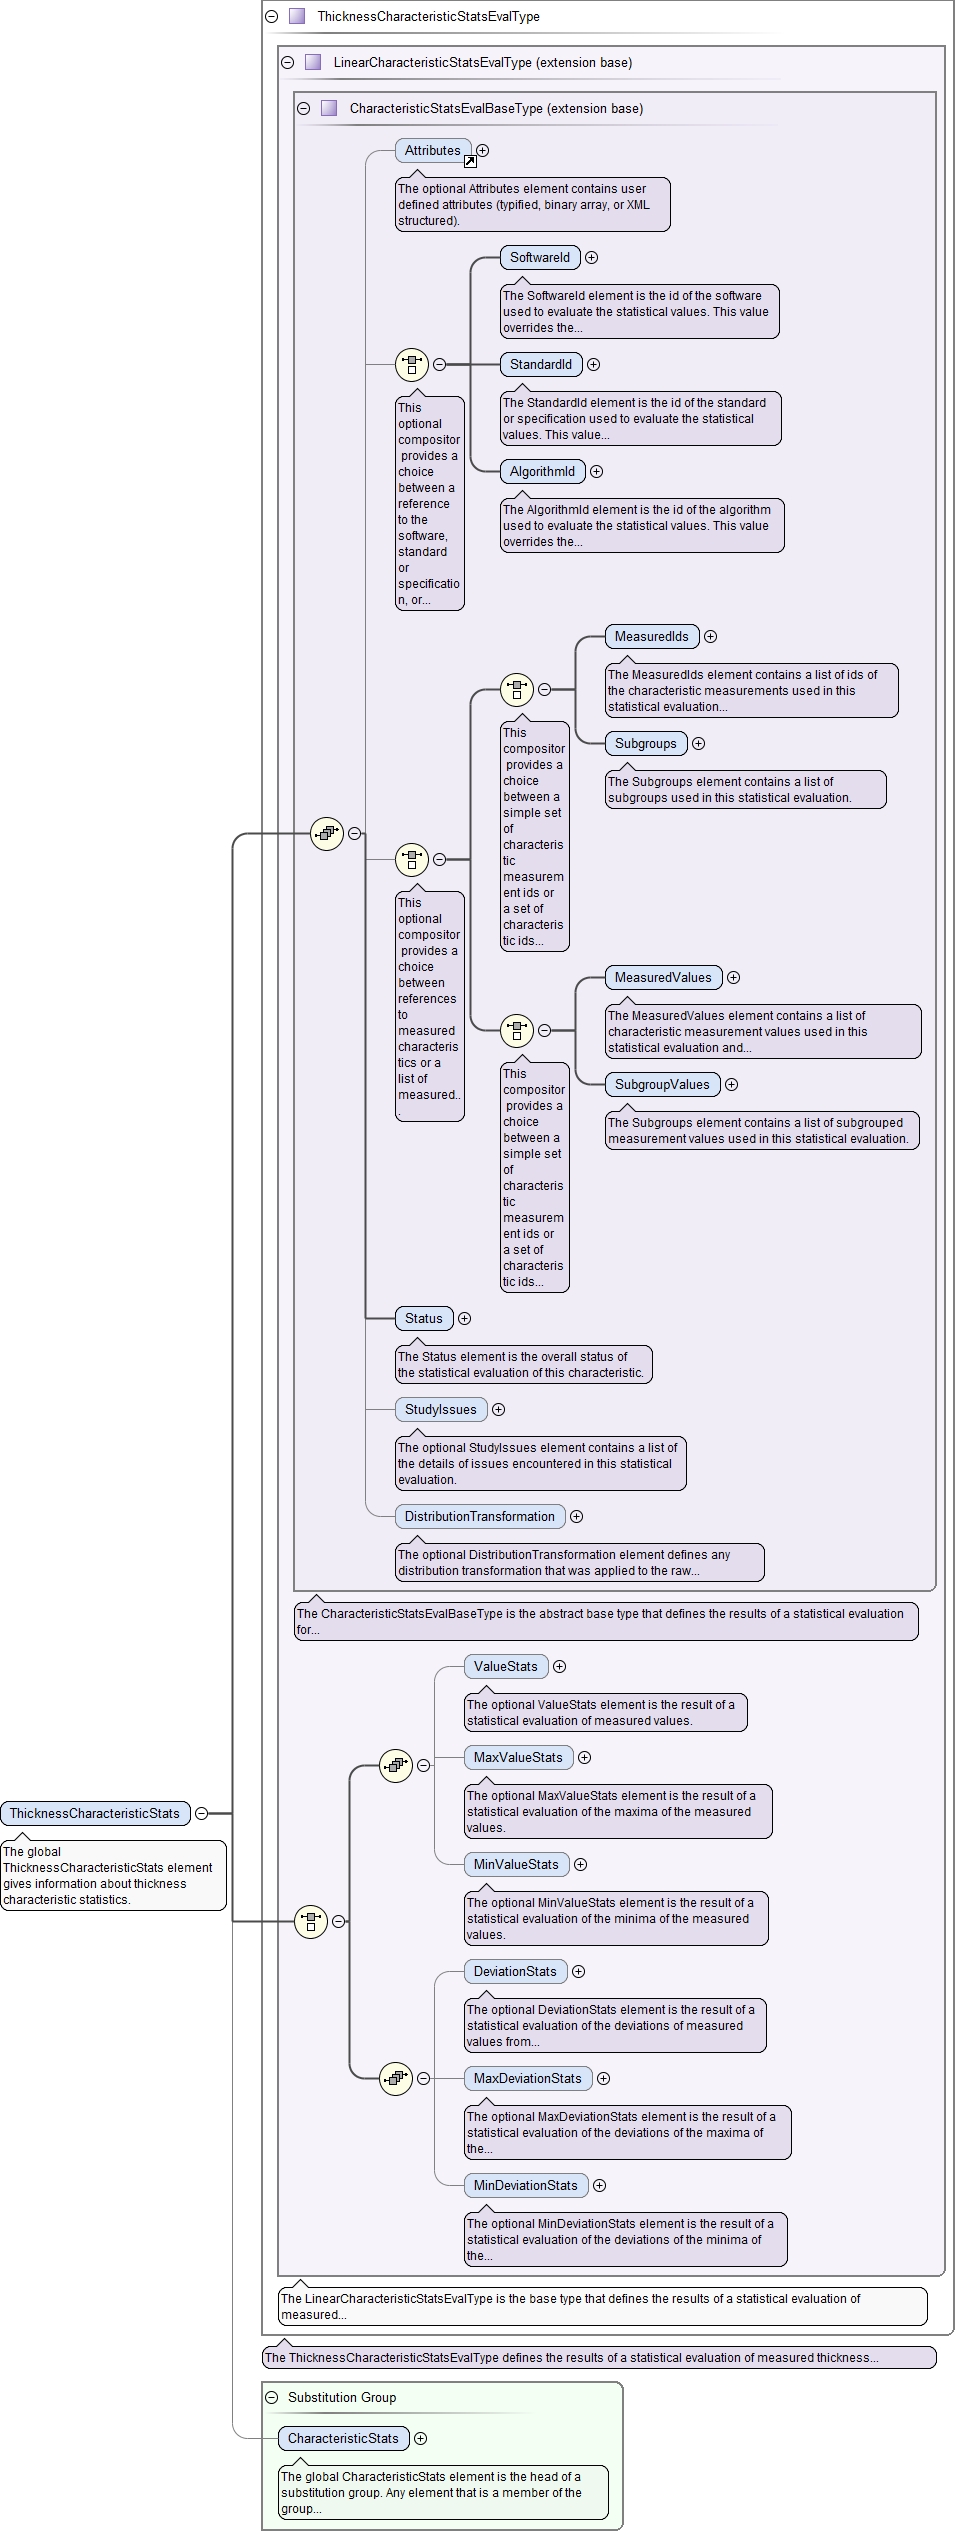 ThicknessCharacteristicStatsEvalType
LinearCharacteristicStatsEvalType (extension base)
CharacteristicStatsEvalBaseType (extension base)
Attributes
The optional Attributes element contains user
defined attributes (typified, binary array, or XML
structured).
SoftwareId
The SoftwareId element is the id of the software
used to evaluate the statistical values. This value
overrides the...
StandardId
The StandardId element is the id of the standard
or specification used to evaluate the statistical
values. This value...
AlgorithmId
The AlgorithmId element is the id of the algorithm
used to evaluate the statistical values. This value
overrides the...
This
optional
compositor
provides a
choice
between a
reference
to the
software,
standard
or
specificatio
n, or...
MeasuredIds
The MeasuredIds element contains a list of ids of
the characteristic measurements used in this
statistical evaluation...
Subgroups
The Subgroups element contains a list of
subgroups used in this statistical evaluation.
This
compositor
provides a
choice
between a
simple set
of
characteris
tic
measurem
ent ids or
a set of
characteris
tic ids...
This
optional
compositor
provides a
choice
between
references
to
measured
characteris
tics or a
list of
measured..
.
MeasuredValues
The MeasuredValues element contains a list of
characteristic measurement values used in this
statistical evaluation and...
SubgroupValues
The Subgroups element contains a list of subgrouped
measurement values used in this statistical evaluation.
This
compositor
provides a
choice
between a
simple set
of
characteris
tic
measurem
ent ids or
a set of
characteris
tic ids...
Status
The Status element is the overall status of
the statistical evaluation of this characteristic.
StudyIssues
The optional StudyIssues element contains a list of
the details of issues encountered in this statistical
evaluation.
DistributionTransformation
The optional DistributionTransformation element defines any
distribution transformation that was applied to the raw...
The CharacteristicStatsEvalBaseType is the abstract base type that defines the results of a statistical evaluation
for...
ValueStats
The optional ValueStats element is the result of a
statistical evaluation of measured values.
MaxValueStats
The optional MaxValueStats element is the result of a
statistical evaluation of the maxima of the measured
values.
MinValueStats
The optional MinValueStats element is the result of a
statistical evaluation of the minima of the measured
values.
ThicknessCharacteristicStats
The global
ThicknessCharacteristicStats element
gives information about thickness
characteristic statistics.
DeviationStats
The optional DeviationStats element is the result of a
statistical evaluation of the deviations of measured
values from...
MaxDeviationStats
The optional MaxDeviationStats element is the result of a
statistical evaluation of the deviations of the maxima of
the...
MinDeviationStats
The optional MinDeviationStats element is the result of a
statistical evaluation of the deviations of the minima of
the...
The LinearCharacteristicStatsEvalType is the base type that defines the results of a statistical evaluation of
measured...
The ThicknessCharacteristicStatsEvalType defines the results of a statistical evaluation of measured thickness...
Substitution Group
CharacteristicStats
The global CharacteristicStats element is the head of a
substitution group. Any element that is a member of the
group...